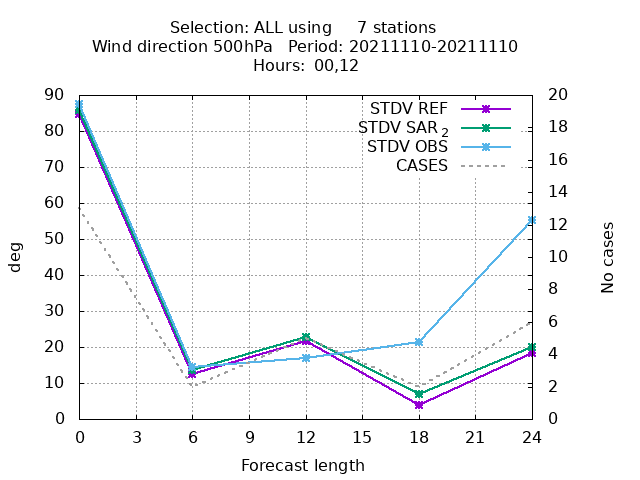 Selection: ALL using 7 stations
Wind direction 500hPa Period: 20211110-20211110
Hours: 00,12
STDV REF
STDV SAR 2
STDV OBS
CASES
90
80
70
60
50
40
30
20
10
0
deg
20
18
16
14
12
10
8
6
4
2
0
No cases
0 3 6 9 12 15 18 21 24
Forecast length